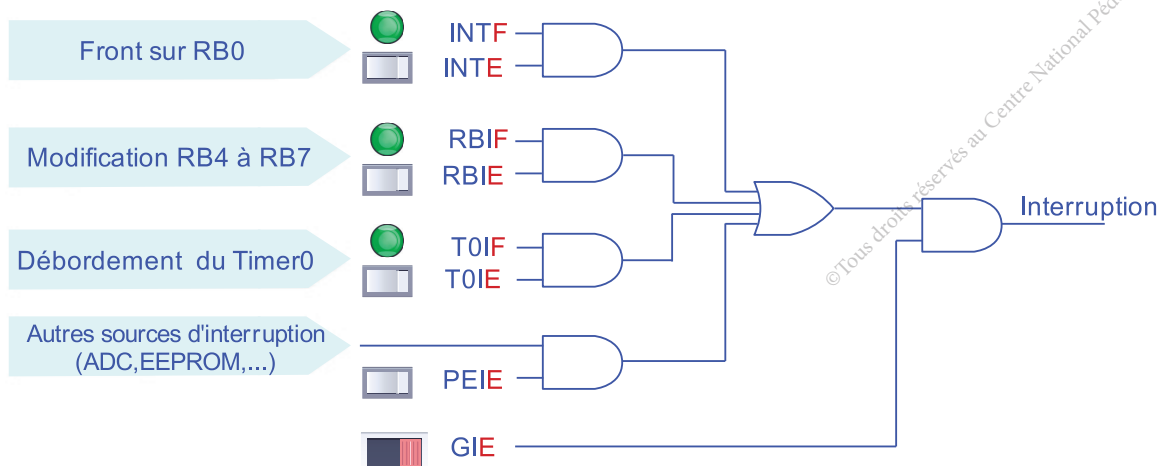 Front sur RB0
INTF
INTE
Modification RB4 à RB7
RBIF
RBIE
Débordement du Timer0
T0IF
T0IE
Autres sources d'interruption
(ADC,EEPROM,...)
PEIE
GIE
Interruption
©Tous droits réservés au Centre National